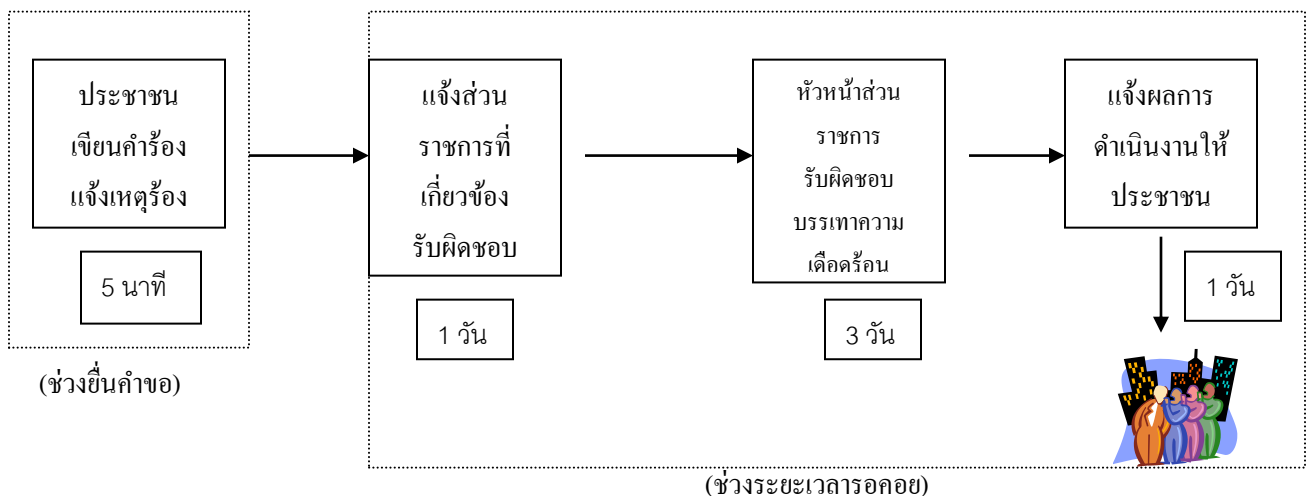 ประชาชน
เขียนคำร้อง
แจ้งเหตุร้อง
5 นาที
(ช่วงยื่นคำขอ)
แจ้งส่วน
ราชการที่
เกี่ยวข้อง
รับผิดชอบ
1 วัน
หัวหน้าส่วน
ราชการ
รับผิดชอบ
บรรเทาความ
เดือดร้อน
3 วัน
แจ้งผลการ
ดำเนินงานให้
ประชาชน
1 วัน
(ช่วงระยะเวลารอคอย)